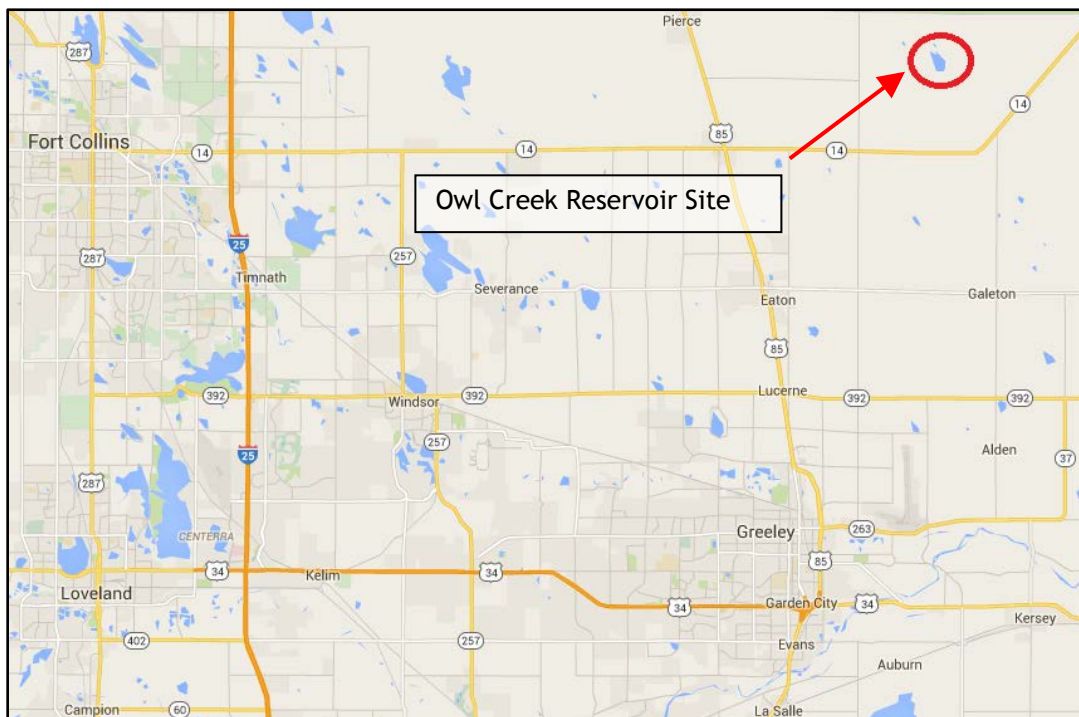 Pierce
287
14
85
Fort Collins
14
14
14
Owl Creek Reservoir Site
25
287
257
Timnath
Severance
Eaton
Galeton
85
392
Windsor
392
Lucerne
392
392
257
Alden
25
37
287
CENTERRA
Greeley
263
34
Kelim
34
85
Loveland
34
Garden City
34
Kersey
402
257
Evans
Auburn
Campion
60
La Salle